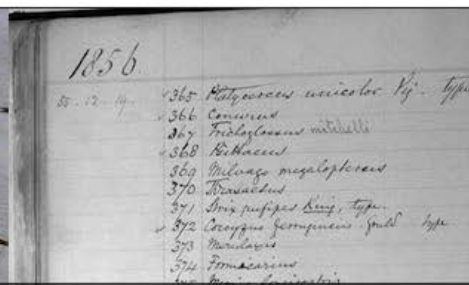 1856.
55.12.19. 365 Platycercus unicolor Vig. type
366 Conurus
367 Trichoglossus mitchelli
368 Psittacus
369 Milvago megalopterus
370 Thrasaetus
371 Strix rufipes King, type.
372 Coccyzus ferrugineus Gould type
373 Merulaxis
374 Formicarius